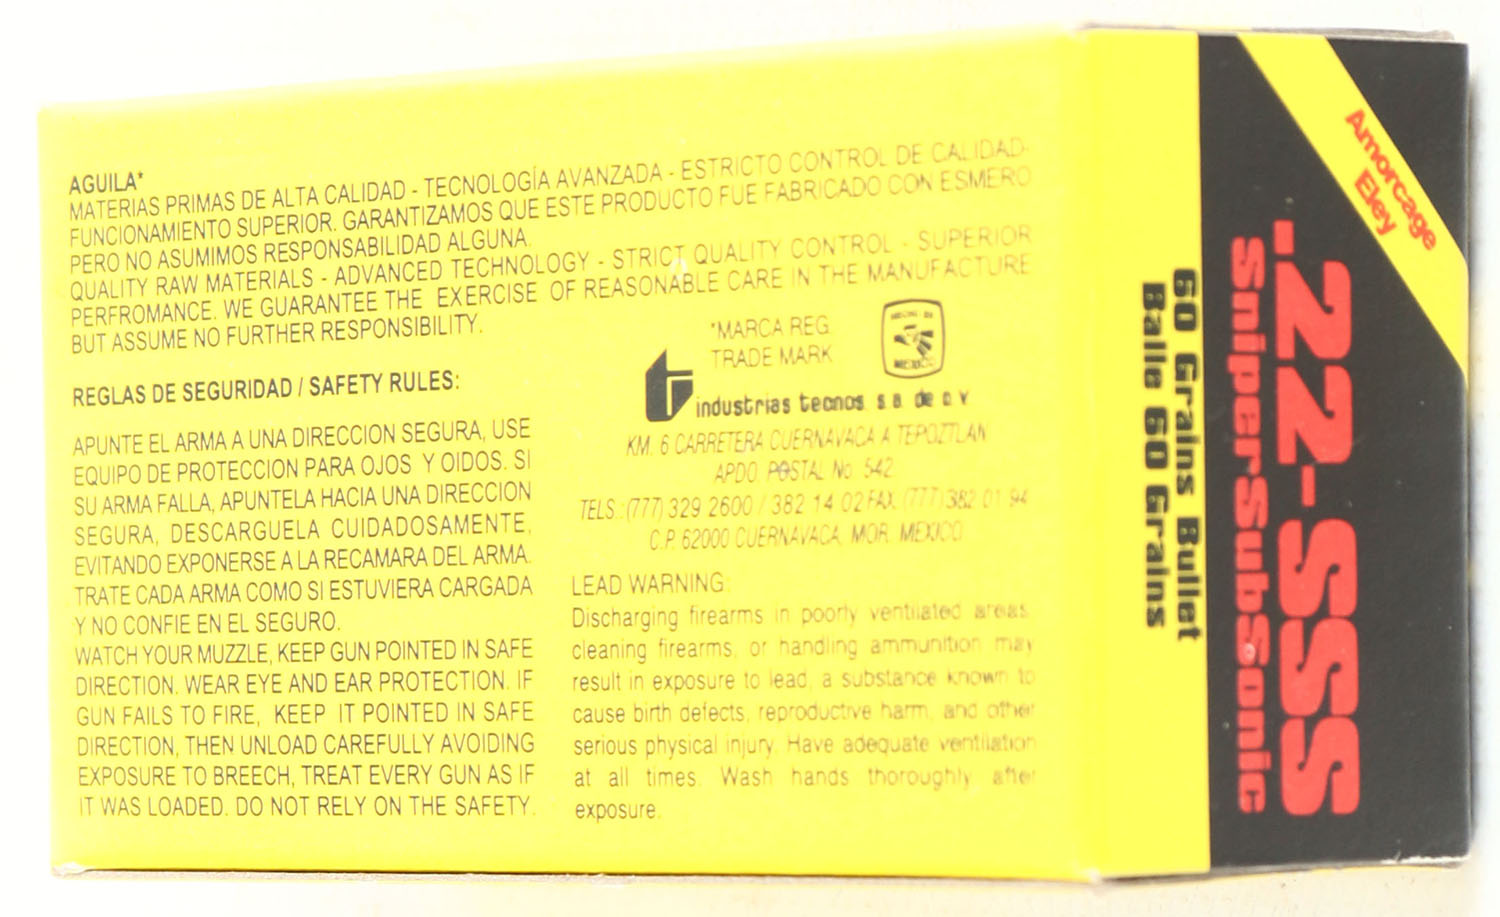 AGUILA*
MATERIAS PRIMAS DE ALTA CALIDAD - TECNOLOGÍA AVANZADA - ESTRICTO CONTROL DE CALIDAD-
FUNCIONAMIENTO SUPERIOR. GARANTIZAMOS QUE ESTE PRODUCTO FUE FABRICADO CON ESMERO
PERO NO ASUMIMOS RESPONSABILIDAD ALGUNA.
QUALITY RAW MATERIALS - ADVANCED TECHNOLOGY - STRICT QUALITY CONTROL - SUPERIOR
PERFROMANCE. WE GUARANTEE THE EXERCISE OF REASONABLE CARE IN THE MANUFACTURE
BUT ASSUME NO FURTHER RESPONSIBILITY.
REGLAS DE SEGURIDAD / SAFETY RULES:
APUNTE EL ARMA A UNA DIRECCION SEGURA, USE
EQUIPO DE PROTECCION PARA OJOS Y OIDOS. SI
SU ARMA FALLA, APUNTELA HACIA UNA DIRECCION
SEGURA, DESCARGUELA CUIDADOSAMENTE,
EVITANDO EXPONERSE A LA RECAMARA DEL ARMA.
TRATE CADA ARMA COMO SI ESTUVIERA CARGADA
Y NO CONFIE EN EL SEGURO.
WATCH YOUR MUZZLE, KEEP GUN POINTED IN SAFE
DIRECTION. WEAR EYE AND EAR PROTECTION. IF
GUN FAILS TO FIRE, KEEP IT POINTED IN SAFE
DIRECTION, THEN UNLOAD CAREFULLY AVOIDING
EXPOSURE TO BREECH, TREAT EVERY GUN AS IF
IT WAS LOADED. DO NOT RELY ON THE SAFETY.
*MARCA REG.
TRADE MARK
HECHO EN
MEXICO
industrias tecnos s.a. de c.v.
KM. 6 CARRETERA CUERNAVACA A TEPOZTLAN
APDO. POSTAL No. 542
TELS.: (777) 329 2600 / 382 14 02 FAX. (777) 382 01 94
C.P. 62000 CUERNAVACA, MOR. MEXICO
LEAD WARNING:
Discharging firearms in poorly ventilated areas,
cleaning firearms, or handling ammunition may
result in exposure to lead, a substance known to
cause birth defects, reproductive harm, and other
serious physical injury. Have adequate ventilation
at all times. Wash hands thoroughly after
exposure.
Amorcage
Eley
.22-SSS
SniperSubSonic
60 Grains Bullet
Balle 60 Grains